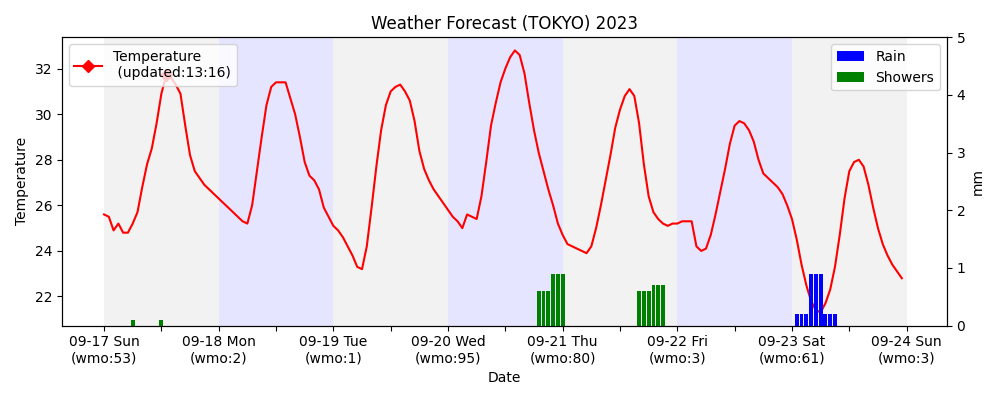 Weather Forecast (TOKYO) 2023
Temperature
(updated:13:16)
Rain
Showers
Temperature
32
30
28
26
24
22
5
4
3
2
1
0
mm
09-17 Sun
(wmo:53)
09-18 Mon
(wmo:2)
09-19 Tue
(wmo:1)
09-20 Wed
(wmo:95)
09-21 Thu
(wmo:80)
09-22 Fri
(wmo:3)
09-23 Sat
(wmo:61)
09-24 Sun
(wmo:3)
Date